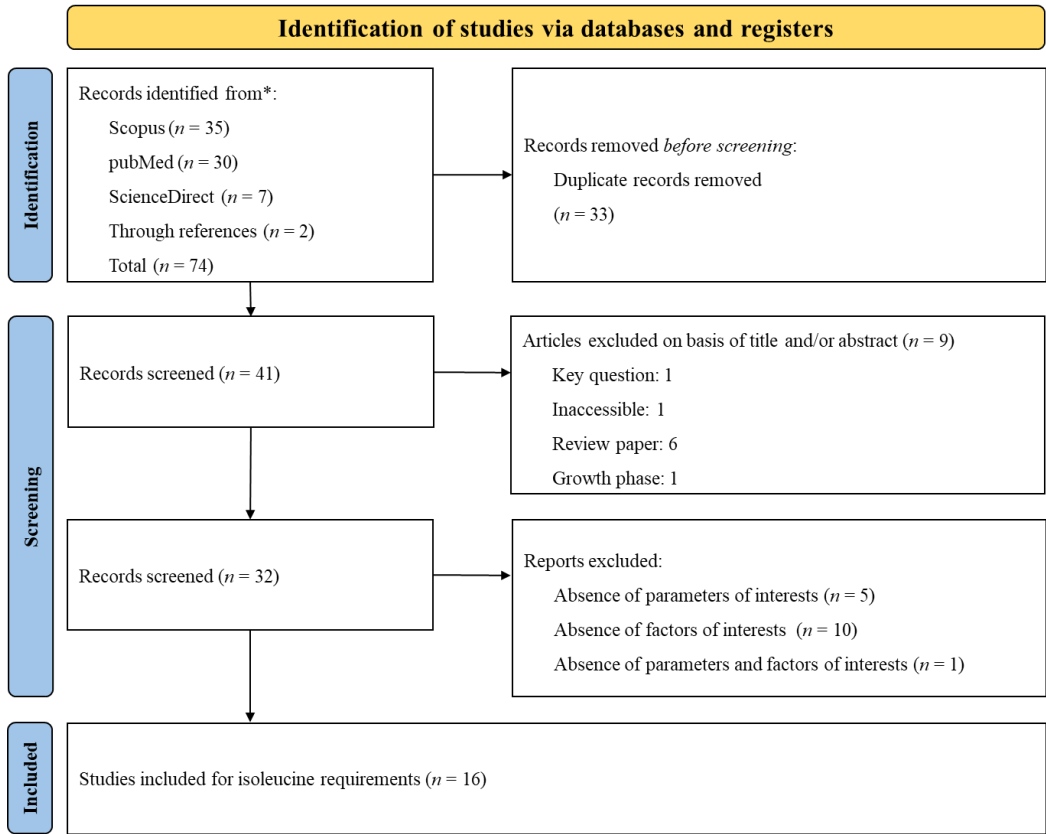 Identification of studies via databases and registers
Identification
Records identified from*:
Scopus (n = 35)
pubMed (n = 30)
ScienceDirect (n = 7)
Through references (n = 2)
Total (n = 74)
Records removed before screening:
Duplicate records removed
(n = 33)
Screening
Records screened (n = 41)
Articles excluded on basis of title and/or abstract (n = 9)
Key question: 1
Inaccessible: 1
Review paper: 6
Growth phase: 1
Records screened (n = 32)
Reports excluded:
Absence of parameters of interests (n = 5)
Absence of factors of interests (n = 10)
Absence of parameters and factors of interests (n = 1)
Included
Studies included for isoleucine requirements (n = 16)